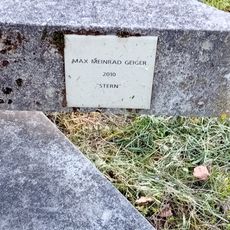 MAX MEINRAD GEIGER
2010
"STERN"